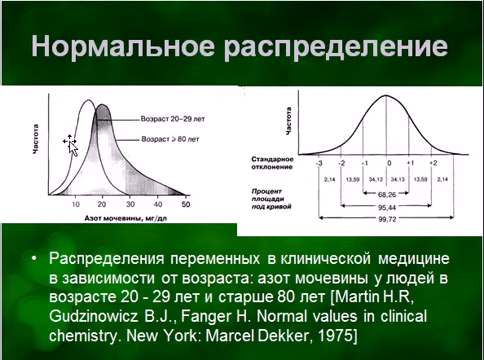 Нормальное распределение
Частота
Возраст 20–29 лет
Возраст ⩾ 80 лет
10 20 30 40 50
Азот мочевины, мг/дл
Частота
Стандартное
отклонение
-3 -2 -1 0 +1 +2
2,14 13,59 34,13 34,13 13,59 2,14
Процент
площади
под кривой
68,26
95,44
99,72
• Распределения переменных в клинической медицине
в зависимости от возраста: азот мочевины у людей в
возрасте 20 - 29 лет и старше 80 лет [Martin H.R,
Gudzinowicz B.J., Fanger H. Normal values in clinical
chemistry. New York: Marcel Dekker, 1975]